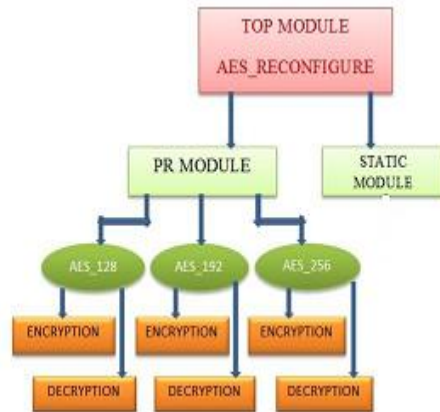 TOP MODULE
AES_RECONFIGURE
PR MODULE
STATIC
MODULE
AES_128
AES_192
AES_256
ENCRYPTION
ENCRYPTION
ENCRYPTION
DECRYPTION
DECRYPTION
DECRYPTION